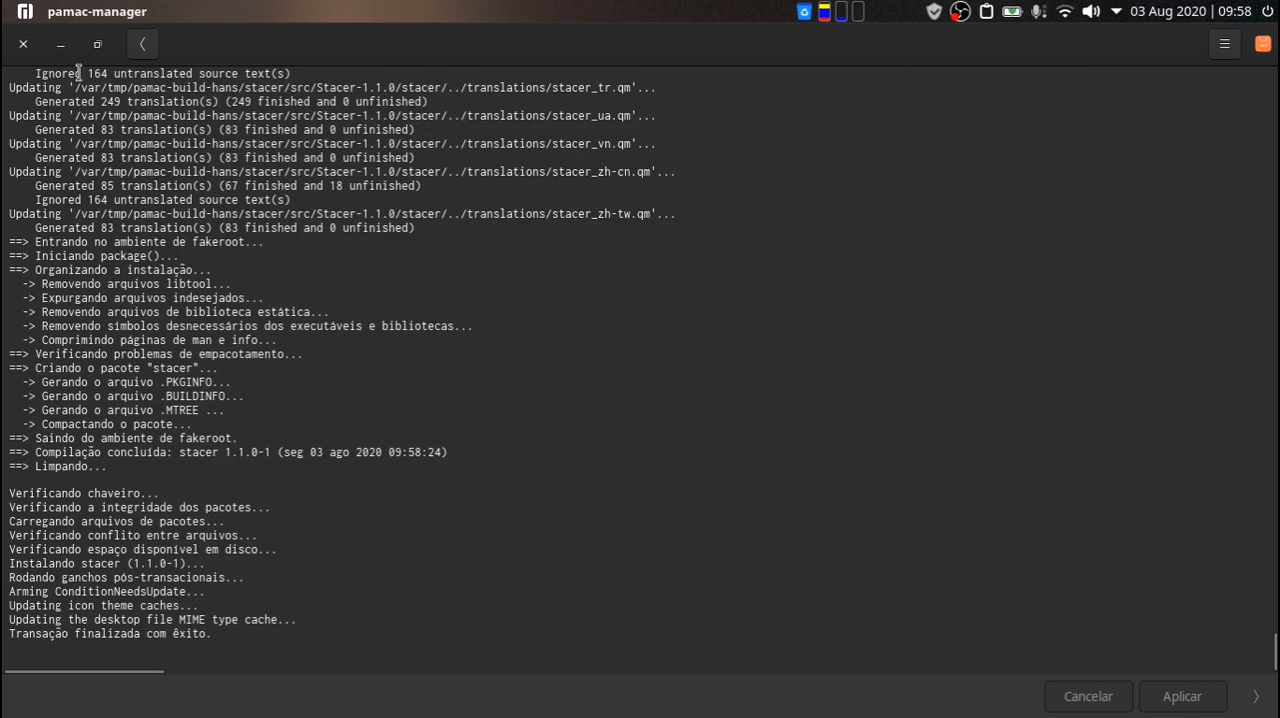 pamac-manager
03 Aug 2020 | 09:58
Ignored 164 untranslated source text(s)
Updating '/var/tmp/pamac-build-hans/stacer/src/Stacer-1.1.0/stacer/../translations/stacer_tr.qm'...
Generated 249 translation(s) (249 finished and 0 unfinished)
Updating '/var/tmp/pamac-build-hans/stacer/src/Stacer-1.1.0/stacer/../translations/stacer_ua.qm'...
Generated 83 translation(s) (83 finished and 0 unfinished)
Updating '/var/tmp/pamac-build-hans/stacer/src/Stacer-1.1.0/stacer/../translations/stacer_vn.qm'...
Generated 83 translation(s) (83 finished and 0 unfinished)
Updating '/var/tmp/pamac-build-hans/stacer/src/Stacer-1.1.0/stacer/../translations/stacer_zh-cn.qm'...
Generated 85 translation(s) (67 finished and 18 unfinished)
Ignored 164 untranslated source text(s)
Updating '/var/tmp/pamac-build-hans/stacer/src/Stacer-1.1.0/stacer/../translations/stacer_zh-tw.qm'...
Generated 83 translation(s) (83 finished and 0 unfinished)
==> Entrando no ambiente de fakeroot...
==> Iniciando package()...
==> Organizando a instalação...
-> Removendo arquivos libtool...
-> Expurgando arquivos indesejados...
-> Removendo arquivos de biblioteca estática...
-> Removendo símbolos desnecessários dos executáveis e bibliotecas...
-> Comprimindo páginas de man e info...
==> Verificando problemas de empacotamento...
==> Criando o pacote "stacer"...
-> Gerando o arquivo .PKGINFO...
-> Gerando o arquivo .BUILDINFO...
-> Gerando o arquivo .MTREE ...
-> Compactando o pacote...
==> Saindo do ambiente de fakeroot.
==> Compilação concluída: stacer 1.1.0-1 (seg 03 ago 2020 09:58:24)
==> Limpando...
Verificando chaveiro...
Verificando a integridade dos pacotes...
Carregando arquivos de pacotes...
Verificando conflito entre arquivos...
Verificando espaço disponível em disco...
Instalando stacer (1.1.0-1)...
Rodando ganchos pós-transacionais...
Arming ConditionNeedsUpdate...
Updating icon theme caches...
Updating the desktop file MIME type cache...
Transação finalizada com êxito.
Cancelar
Aplicar